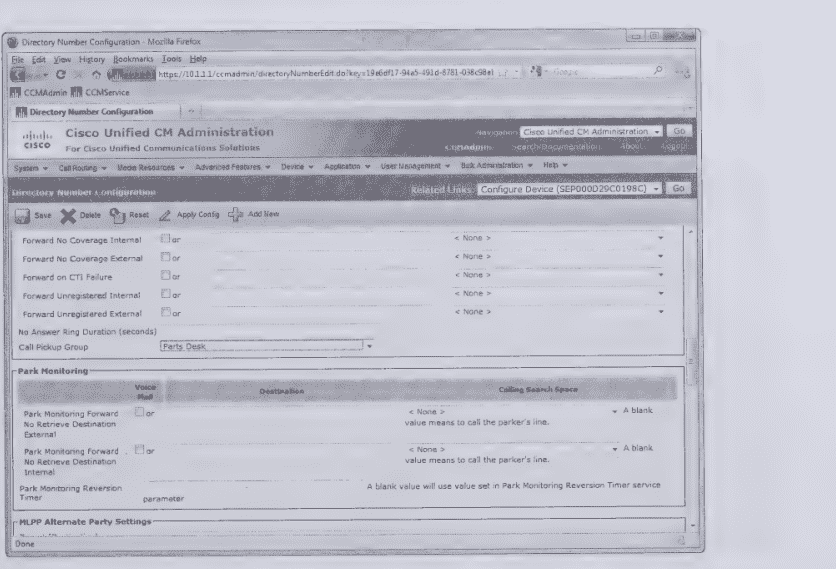 Directory Number Configuration - Mozilla Firefox
File Edit View History Bookmarks Tools Help
https://10.1.1.1/ccmadmin/directoryNumberEdit.do?key=19a6df17-94a5-491d-8781-
CCMAdmin CCMService
Directory Number Configuration
cisco Cisco Unified CM Administration
For Cisco Unified Communications Solutions
Navigation Cisco Unified CM Administration Go
Search Documentation About Logout
System Call Routing Media Resources Advanced Features Device Application User Management Bulk Administration Help
Directory Number Configuration
Related Links: Configure Device (SEP000D29C0198C) Go
Save Delete Reset Apply Config Add New
Forward No Coverage Internal or < None >
Forward No Coverage External or < None >
Forward on CTI Failure or < None >
Forward Unregistered Internal or < None >
Forward Unregistered External or < None >
No Answer Ring Duration (seconds)
Call Pickup Group Parts Desk
Park Monitoring
Voice Mail Destination Calling Search Space
Park Monitoring Forward No Retrieve Destination External or < None > A blank value means to call the parker's line.
Park Monitoring Forward No Retrieve Destination Internal or < None > A blank value means to call the parker's line.
Park Monitoring Reversion Timer A blank value will use value set in Park Monitoring Reversion Timer service parameter
MLPP Alternate Party Settings
Done